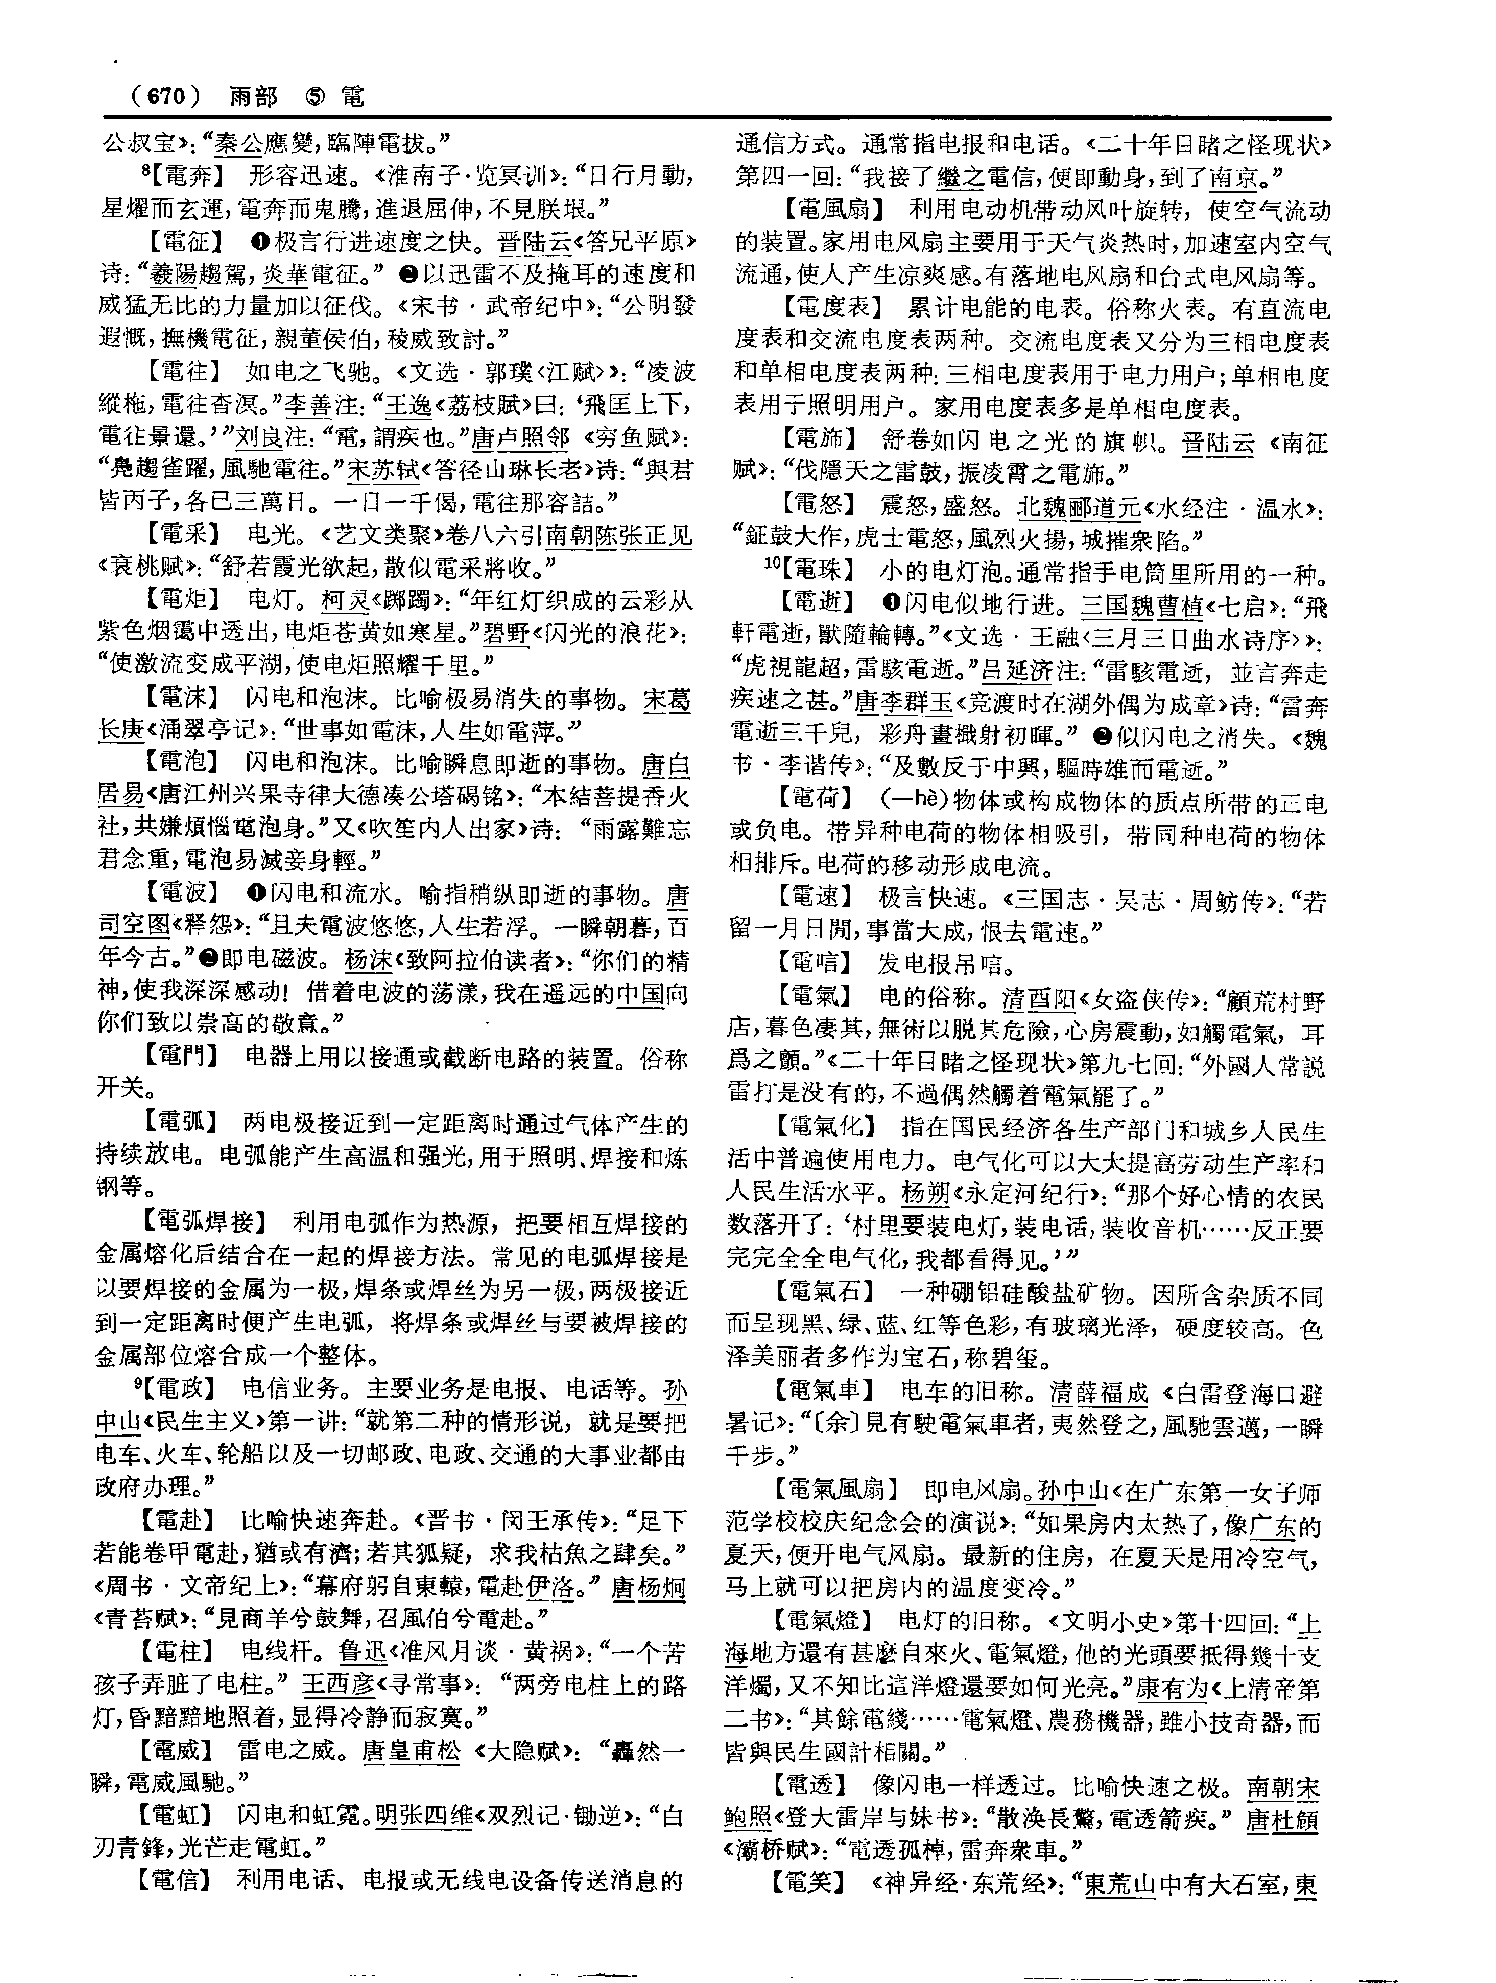 （670） 雨部 ⑤ 電
公叔宝》：“秦公應變，臨陣電拔。”
⁸【電奔】 形容迅速。《淮南子·览冥训》：“日行月動，
星燿而玄運，電奔而鬼騰，進退屈伸，不見朕垠。”
【電征】 ❶极言行进速度之快。晋陆云《答兄平原》
诗：“羲陽趨駕，炎華電征。” ❷以迅雷不及掩耳的速度和
威猛无比的力量加以征伐。《宋书·武帝纪中》：“公明發
遐慨，撫機電征，親董侯伯，稜威致討。”
【電往】 如电之飞驰。《文选·郭璞〈江赋〉》：“凌波
縱柂，電往杳溟。”李善注：“王逸《荔枝賦》曰：‘飛匡上下，
電往景還。’”刘良注：“電，謂疾也。”唐卢照邻《穷鱼赋》：
“鳧趨雀躍，風馳電往。”宋苏轼《答径山琳长老》诗：“與君
皆丙子，各已三萬日。一日一千偈，電往那容詰。”
【電采】 电光。《艺文类聚》卷八六引南朝陈张正见
《衰桃赋》：“舒若霞光欲起，散似電采將收。”
【電炬】 电灯。柯灵《踯躅》：“年红灯织成的云彩从
紫色烟霭中透出，电炬苍黄如寒星。”碧野《闪光的浪花》：
“使激流变成平湖，使电炬照耀千里。”
【電沫】 闪电和泡沫。比喻极易消失的事物。宋葛
长庚《涌翠亭记》：“世事如電沫，人生如電萍。”
【電泡】 闪电和泡沫。比喻瞬息即逝的事物。唐白
居易《唐江州兴果寺律大德凑公塔碣铭》：“本結菩提香火
社，共嫌煩惱電泡身。”又《吹笙内人出家》诗：“雨露難忘
君念重，電泡易滅妾身輕。”
【電波】 ❶闪电和流水。喻指稍纵即逝的事物。唐
司空图《释怨》：“且夫電波悠悠，人生若浮。一瞬朝暮，百
年今古。”❷即电磁波。杨沫《致阿拉伯读者》：“你们的精
神，使我深深感动！借着电波的荡漾，我在遥远的中国向
你们致以崇高的敬意。”
【電門】 电器上用以接通或截断电路的装置。俗称
开关。
【電弧】 两电极接近到一定距离时通过气体产生的
持续放电。电弧能产生高温和强光，用于照明、焊接和炼
钢等。
【電弧焊接】 利用电弧作为热源，把要相互焊接的
金属熔化后结合在一起的焊接方法。常见的电弧焊接是
以要焊接的金属为一极，焊条或焊丝为另一极，两极接近
到一定距离时便产生电弧，将焊条或焊丝与要被焊接的
金属部位熔合成一个整体。
⁹【電政】 电信业务。主要业务是电报、电话等。孙
中山《民生主义》第一讲：“就第二种的情形说，就是要把
电车、火车、轮船以及一切邮政、电政、交通的大事业都由
政府办理。”
【電赴】 比喻快速奔赴。《晋书·闵王承传》：“足下
若能卷甲電赴，猶或有濟；若其狐疑，求我枯魚之肆矣。”
《周书·文帝纪上》：“幕府躬自東轅，電赴伊洛。”唐杨炯
《青苔赋》：“見商羊兮鼓舞，召風伯兮電赴。”
【電柱】 电线杆。鲁迅《准风月谈·黄祸》：“一个苦
孩子弄脏了电柱。”王西彦《寻常事》：“两旁电柱上的路
灯，昏黯黯地照着，显得冷静而寂寞。”
【電威】 雷电之威。唐皇甫松《大隐赋》：“轟然一
瞬，電威風馳。”
【電虹】 闪电和虹霓。明张四维《双烈记·锄逆》：“白
刃青鋒，光芒走電虹。”
【電信】 利用电话、电报或无线电设备传送消息的
通信方式。通常指电报和电话。《二十年目睹之怪现状》
第四一回：“我接了繼之電信，便即動身，到了南京。”
【電風扇】 利用电动机带动风叶旋转，使空气流动
的装置。家用电风扇主要用于天气炎热时，加速室内空气
流通，使人产生凉爽感。有落地电风扇和台式电风扇等。
【電度表】 累计电能的电表。俗称火表。有直流电
度表和交流电度表两种。交流电度表又分为三相电度表
和单相电度表两种：三相电度表用于电力用户；单相电度
表用于照明用户。家用电度表多是单相电度表。
【電斾】 舒卷如闪电之光的旗帜。晋陆云《南征
赋》：“伐隱天之雷鼓，振凌霄之電斾。”
【電怒】 震怒，盛怒。北魏郦道元《水经注·温水》：
“鉦鼓大作，虎士電怒，風烈火揚，城摧衆陷。”
¹⁰【電珠】 小的电灯泡。通常指手电筒里所用的一种。
【電逝】 ❶闪电似地行进。三国魏曹植《七启》：“飛
軒電逝，獸隨輪轉。”《文选·王融〈三月三日曲水诗序〉》：
“虎視龍超，雷駭電逝。”吕延济注：“雷駭電逝，並言奔走
疾速之甚。”唐李群玉《竞渡时在湖外偶为成章》诗：“雷奔
電逝三千兒，彩舟畫檝射初暉。” ❷似闪电之消失。《魏
书·李谐传》：“及數反于中興，驅時雄而電逝。”
【電荷】 （—hè）物体或构成物体的质点所带的正电
或负电。带异种电荷的物体相吸引，带同种电荷的物体
相排斥。电荷的移动形成电流。
【電速】 极言快速。《三国志·吴志·周鲂传》：“若
留一月日閒，事當大成，恨去電速。”
【電唁】 发电报吊唁。
【電氣】 电的俗称。清酉阳《女盗侠传》：“顧荒村野
店，暮色凄其，無術以脱其危險，心房震動，如觸電氣，耳
爲之顫。”《二十年目睹之怪现状》第九七回：“外國人常説
雷打是没有的，不過偶然觸着電氣罷了。”
【電氣化】 指在国民经济各生产部门和城乡人民生
活中普遍使用电力。电气化可以大大提高劳动生产率和
人民生活水平。杨朔《永定河纪行》：“那个好心情的农民
数落开了：‘村里要装电灯，装电话，装收音机……反正要
完完全全电气化，我都看得见。’”
【電氣石】 一种硼铝硅酸盐矿物。因所含杂质不同
而呈现黑、绿、蓝、红等色彩，有玻璃光泽，硬度较高。色
泽美丽者多作为宝石，称碧玺。
【電氣車】 电车的旧称。清薛福成《白雷登海口避
暑记》：“〔余〕見有駛電氣車者，夷然登之，風馳雲邁，一瞬
千步。”
【電氣風扇】 即电风扇。孙中山《在广东第一女子师
范学校校庆纪念会的演说》：“如果房内太热了，像广东的
夏天，便开电气风扇。最新的住房，在夏天是用冷空气，
马上就可以把房内的温度变冷。”
【電氣燈】 电灯的旧称。《文明小史》第十四回：“上
海地方還有甚麽自來火、電氣燈，他的光頭要抵得幾十支
洋燭，又不知比這洋燈還要如何光亮。”康有为《上清帝第
二书》：“其餘電綫……電氣燈、農務機器，雖小技奇器，而
皆與民生國計相關。”
【電透】 像闪电一样透过。比喻快速之极。南朝宋
鲍照《登大雷岸与妹书》：“散涣長驚，電透箭疾。”唐杜頠
《灞桥赋》：“電透孤棹，雷奔衆車。”
【電笑】 《神异经·东荒经》：“東荒山中有大石室，東